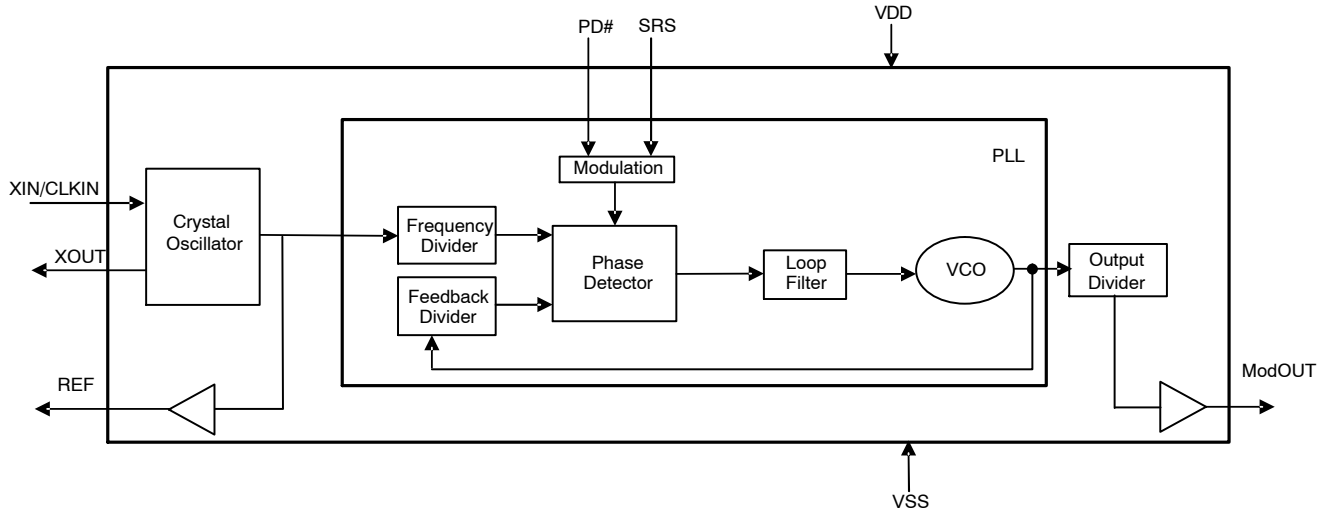 PD#
SRS
VDD
PLL
Modulation
XIN/CLKIN
Crystal
Oscillator
XOUT
Frequency
Divider
Phase
Detector
Feedback
Divider
Loop
Filter
VCO
Output
Divider
REF
ModOUT
VSS